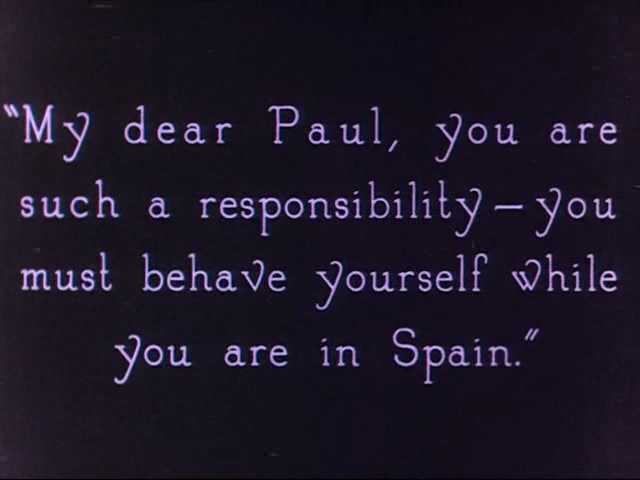 "My dear Paul, you are
such a responsibility – you
must behave yourself while
you are in Spain."